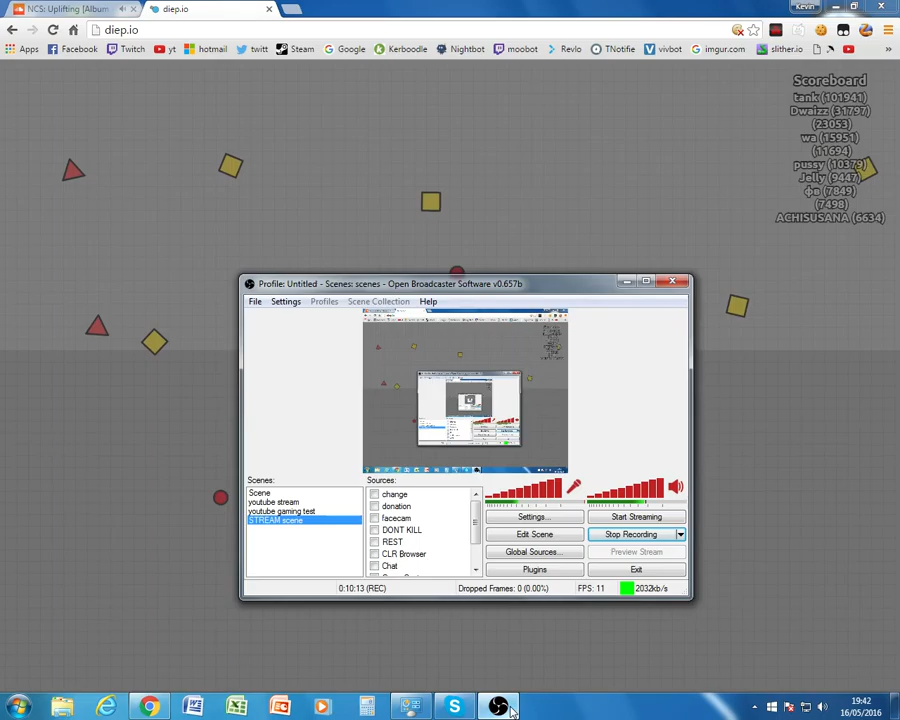 NCS: Uplifting [Album
diep.io
Kevin
diep.io
Apps
Facebook
Twitch
yt
hotmail
twitt
Steam
Google
Kerboodle
Nightbot
moobot
Revlo
TNotifie
vivbot
imgur.com
slither.io
Scoreboard
tank (101941)
Dwaizz (31797)
(23053)
wa (15951)
(11694)
pussy (10379)
Jelly (9447)
фв (7849)
(7498)
ACHISUSANA (6634)
Profile: Untitled - Scenes: scenes - Open Broadcaster Software v0.657b
File Settings Profiles Scene Collection Help
Scenes:
Scene
youtube stream
youtube gaming test
STREAM scene
Sources:
change
donation
facecam
DONT KILL
REST
CLR Browser
Chat
Settings...
Start Streaming
Edit Scene
Stop Recording
Global Sources...
Preview Stream
Plugins
Exit
0:10:13 (REC)
Dropped Frames: 0 (0.00%)
FPS: 11
2032kb/s
19:42
16/05/2016